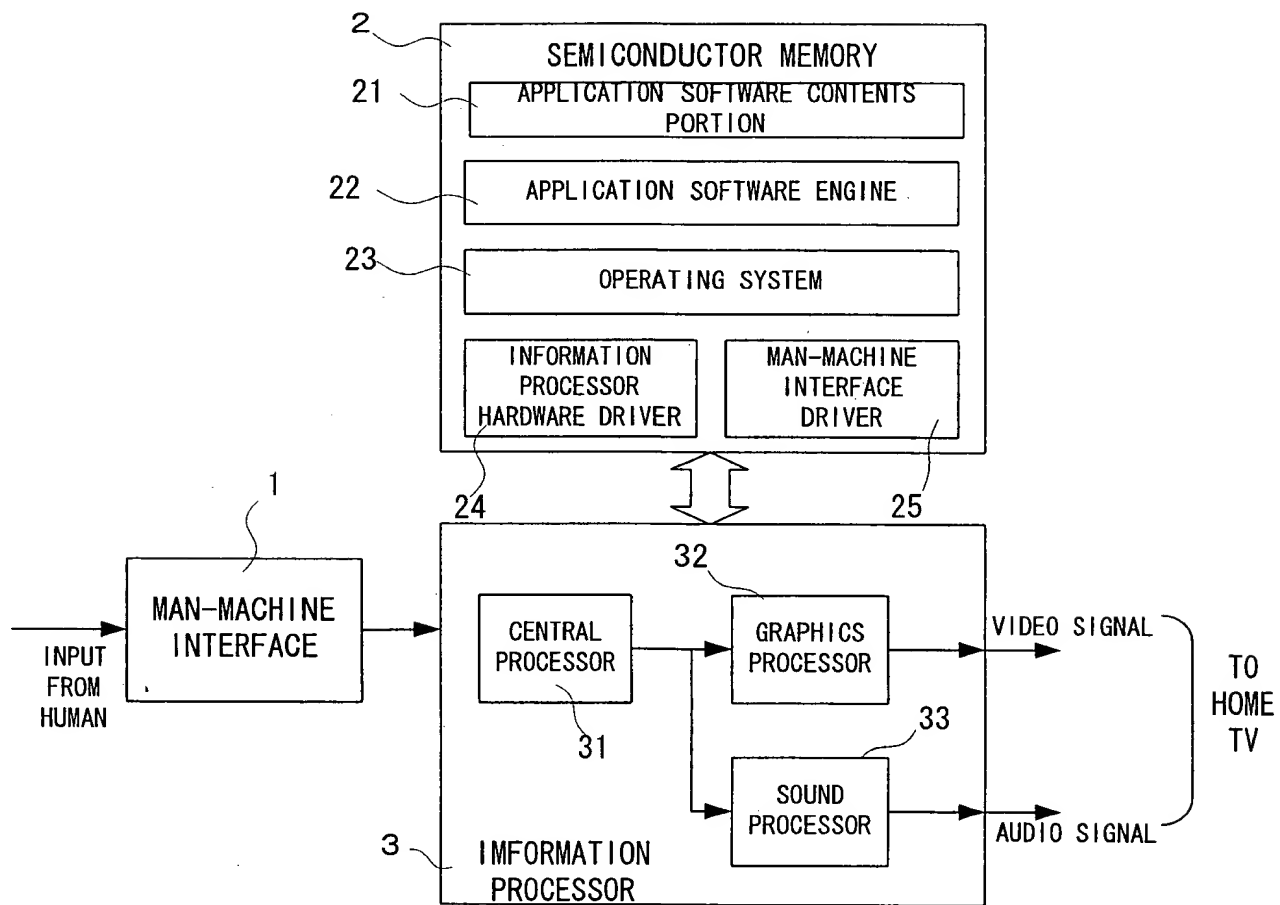 2
SEMICONDUCTOR MEMORY
21
APPLICATION SOFTWARE CONTENTS
PORTION
22
APPLICATION SOFTWARE ENGINE
23
OPERATING SYSTEM
INFORMATION
PROCESSOR
HARDWARE DRIVER
MAN-MACHINE
INTERFACE
DRIVER
24
25
1
MAN-MACHINE
INTERFACE
INPUT
FROM
HUMAN
CENTRAL
PROCESSOR
31
32
GRAPHICS
PROCESSOR
33
SOUND
PROCESSOR
3
IMFORMATION
PROCESSOR
VIDEO SIGNAL
AUDIO SIGNAL
TO
HOME
TV